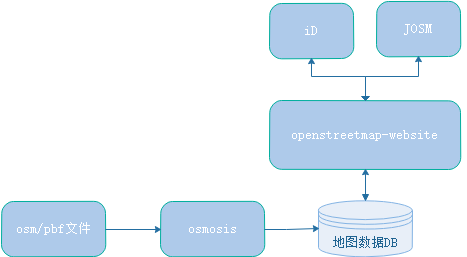 iD
JOSM
openstreetmap-website
osm/pbf文件
osmosis
地图数据DB